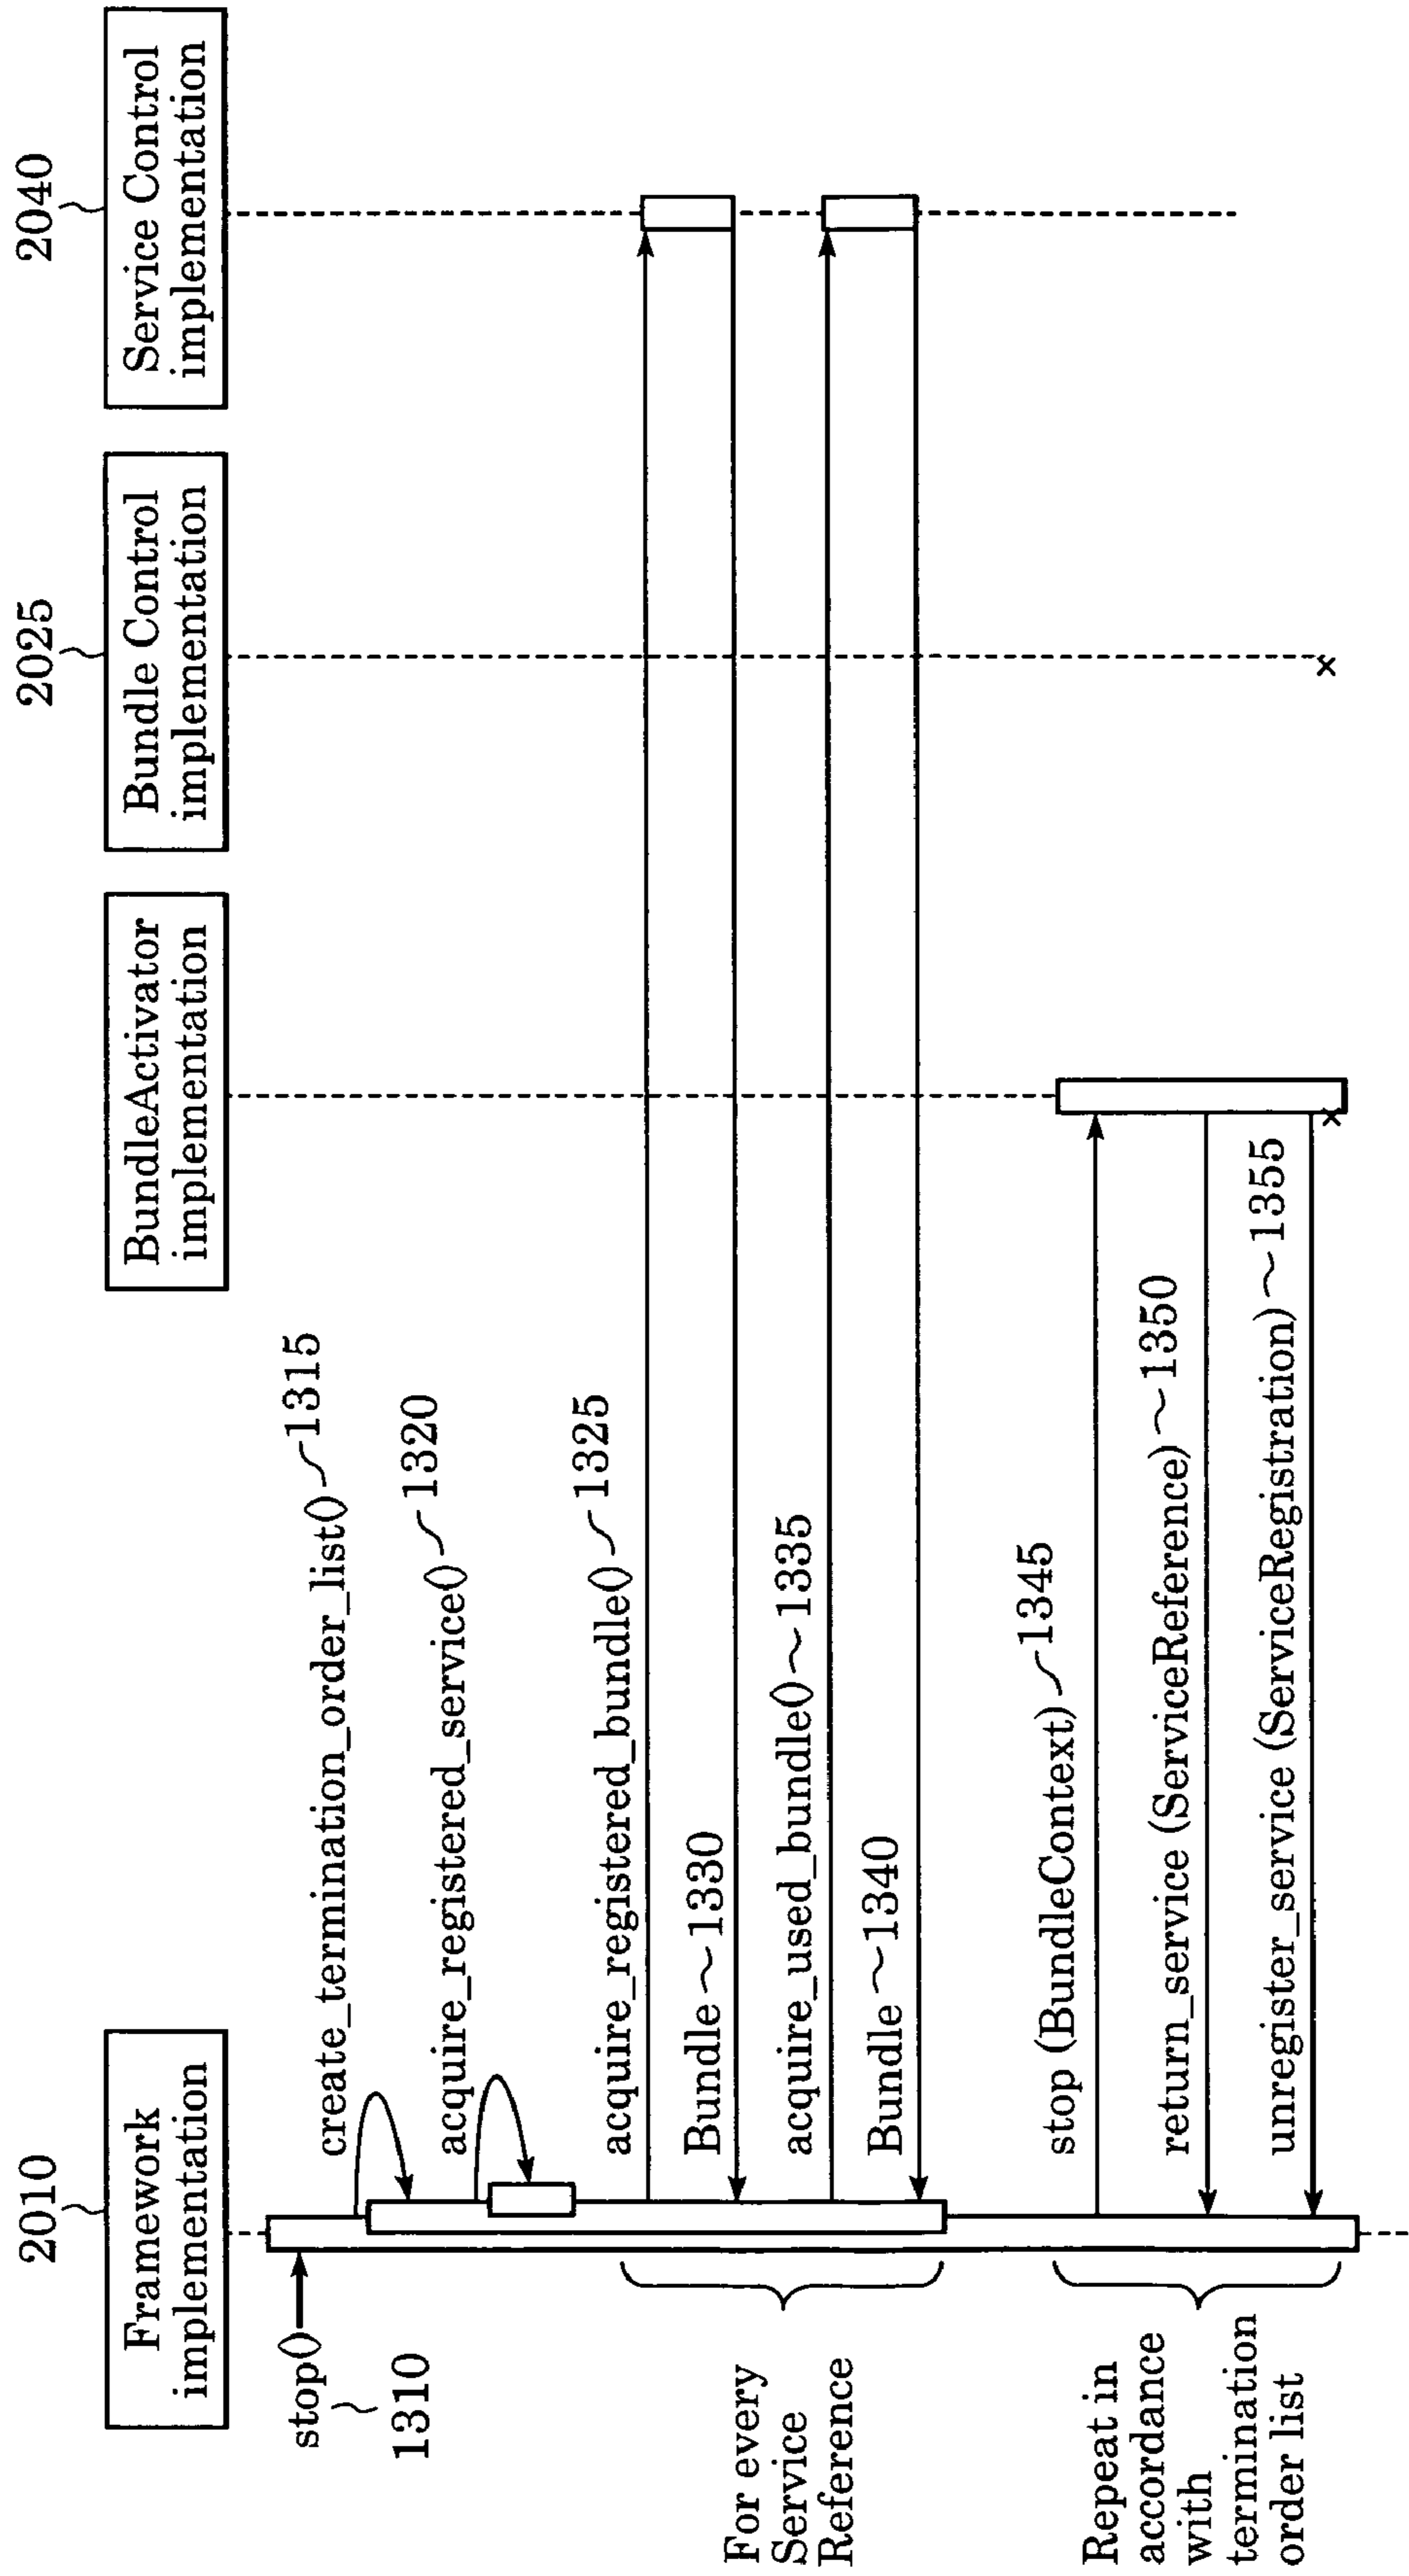 2010
2025
2040
Framework
implementation
BundleActivator
implementation
Bundle Control
implementation
Service Control
implementation
stop()
1310
create_termination_order_list() 1315
acquire_registered_service() 1320
acquire_registered_bundle() 1325
Bundle 1330
acquire_used_bundle() 1335
Bundle 1340
For every
Service
Reference
stop (BundleContext) 1345
return_service (ServiceReference) 1350
unregister_service (ServiceRegistration) 1355
Repeat in
accordance
with
termination
order list